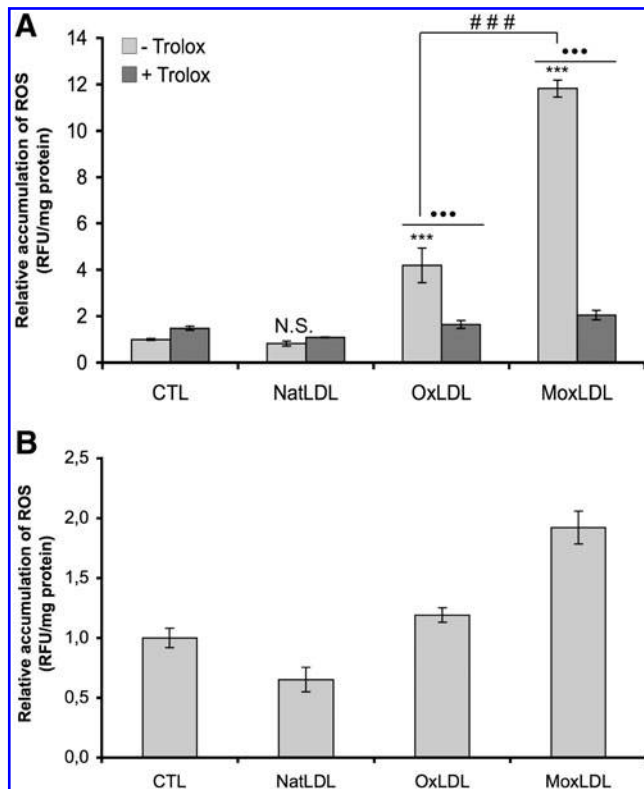 A
# # #
- Trolox
+ Trolox
•••
***
•••
***
N.S.
Relative accumulation of ROS
(RFU/mg protein)
14
12
10
8
6
4
2
0
CTL NatLDL OxLDL MoxLDL
B
Relative accumulation of ROS
(RFU/mg protein)
2,5
2,0
1,5
1,0
0,5
0,0
CTL NatLDL OxLDL MoxLDL